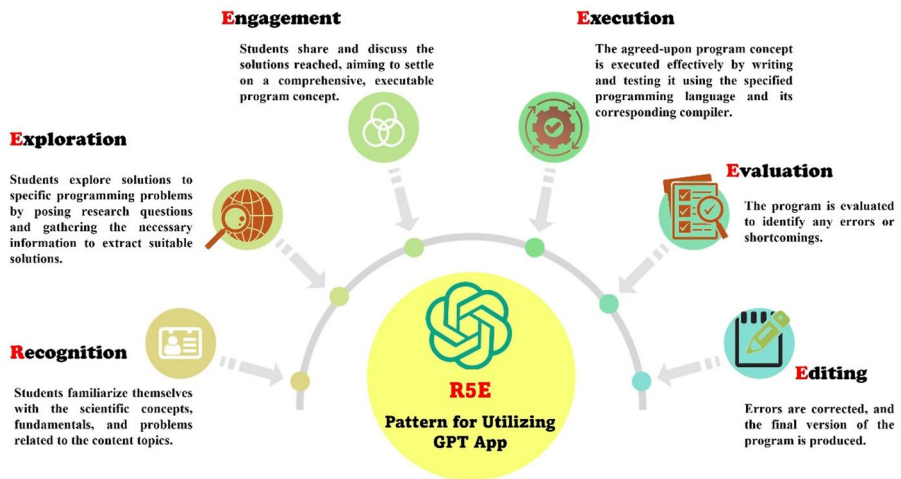 Recognition
Students familiarize themselves
with the scientific concepts,
fundamentals, and problems
related to the content topics.
Exploration
Students explore solutions to
specific programming problems
by posing research questions
and gathering the necessary
information to extract suitable
solutions.
Engagement
Students share and discuss the
solutions reached, aiming to settle
on a comprehensive, executable
program concept.
Execution
The agreed-upon program concept
is executed effectively by writing
and testing it using the specified
programming language and its
corresponding compiler.
Evaluation
The program is evaluated
to identify any errors or
shortcomings.
Editing
Errors are corrected, and
the final version of the
program is produced.
R5E
Pattern for Utilizing
GPT App